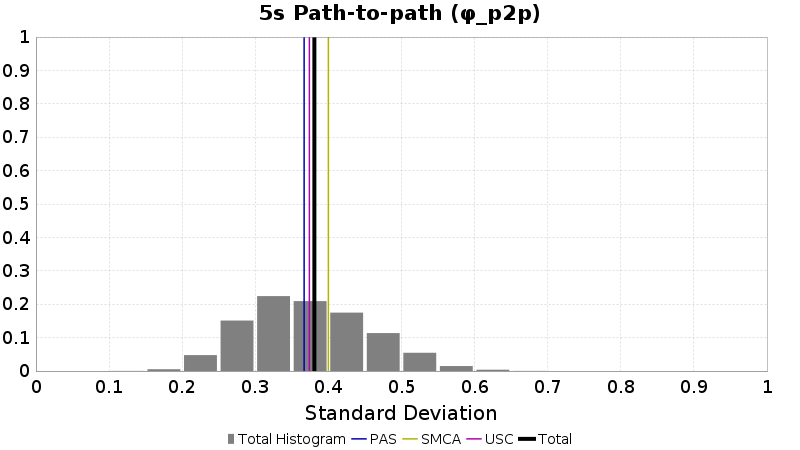 5s Path-to-path (φ_p2p)
1
0.9
0.8
0.7
0.6
0.5
0.4
0.3
0.2
0.1
0
0 0.1 0.2 0.3 0.4 0.5 0.6 0.7 0.8 0.9 1
Standard Deviation
Total Histogram PAS SMCA USC Total